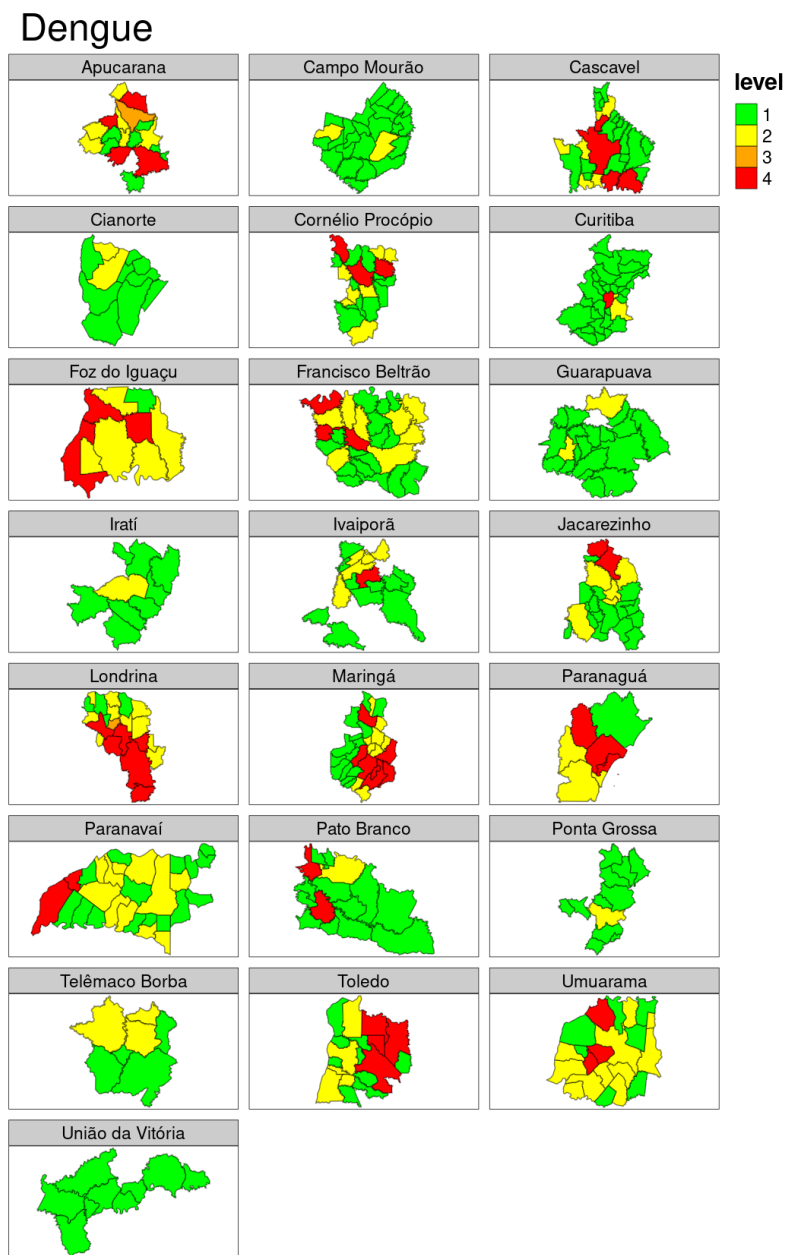 Dengue
Apucarana
Campo Mourão
Cascavel
level
1
2
3
4
Cianorte
Cornélio Procópio
Curitiba
Foz do Iguaçu
Francisco Beltrão
Guarapuava
Iratí
Ivaiporã
Jacarezinho
Londrina
Maringá
Paranaguá
Paranavaí
Pato Branco
Ponta Grossa
Telêmaco Borba
Toledo
Umuarama
União da Vitória